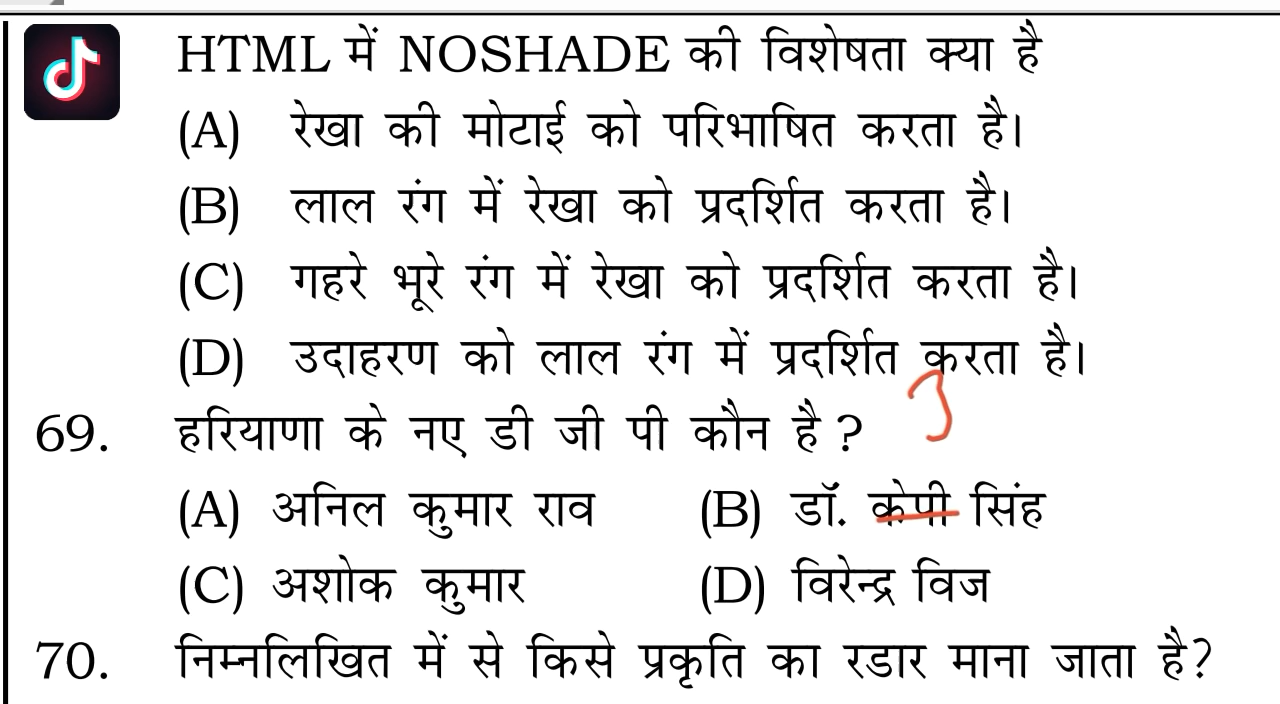 HTML में NOSHADE की विशेषता क्या है
(A) रेखा की मोटाई को परिभाषित करता है।
(B) लाल रंग में रेखा को प्रदर्शित करता है।
(C) गहरे भूरे रंग में रेखा को प्रदर्शित करता है।
(D) उदाहरण को लाल रंग में प्रदर्शित करता है।
69. हरियाणा के नए डी जी पी कौन है ?
(A) अनिल कुमार राव (B) डॉ. केपी सिंह
(C) अशोक कुमार (D) विरेन्द्र विज
70. निम्नलिखित में से किसे प्रकृति का रडार माना जाता है?